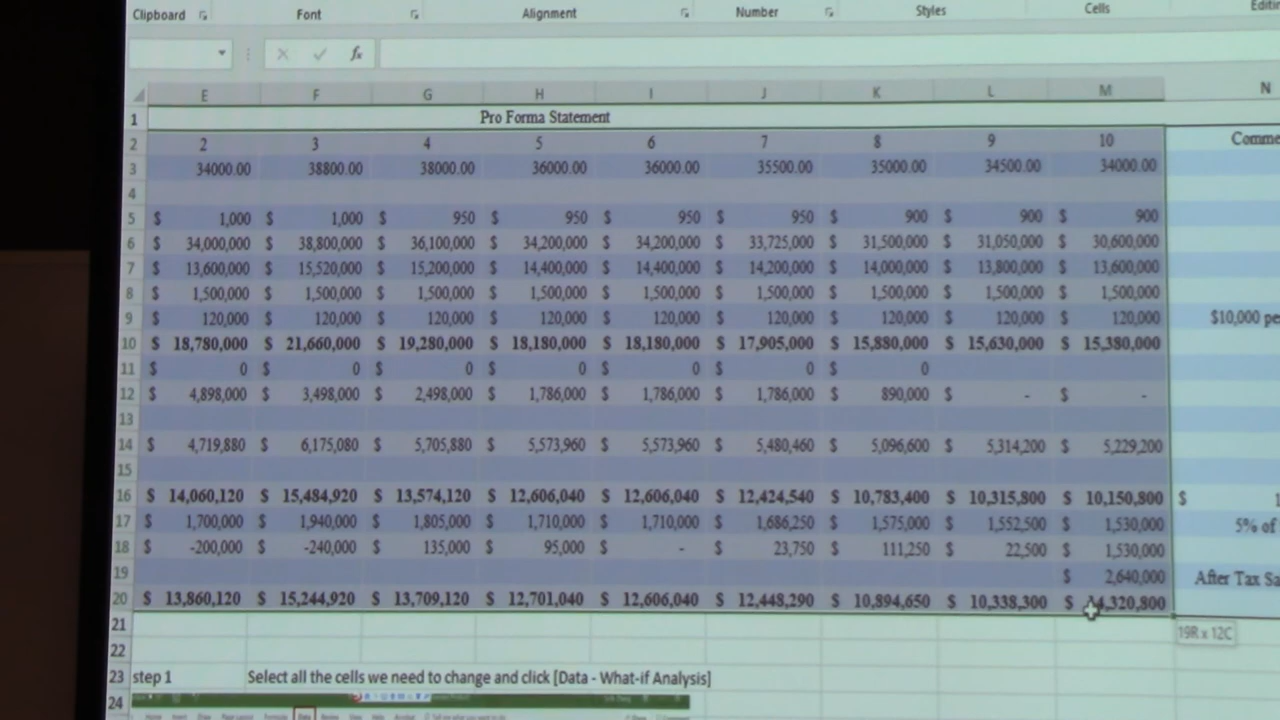 Clipboard Font Alignment Number Styles Cells
fx
E F G H I J K L M N
1 Pro Forma Statement
2 2 3 4 5 6 7 8 9 10
3 34000.00 38800.00 38000.00 36000.00 36000.00 35500.00 35000.00 34500.00 34000.00
4
5 $ 1,000 $ 1,000 $ 950 $ 950 $ 950 $ 950 $ 900 $ 900 $ 900
6 $ 34,000,000 $ 38,800,000 $ 36,100,000 $ 34,200,000 $ 34,200,000 $ 33,725,000 $ 31,500,000 $ 31,050,000 $ 30,600,000
7 $ 13,600,000 $ 15,520,000 $ 15,200,000 $ 14,400,000 $ 14,400,000 $ 14,200,000 $ 14,000,000 $ 13,800,000 $ 13,600,000
8 $ 1,500,000 $ 1,500,000 $ 1,500,000 $ 1,500,000 $ 1,500,000 $ 1,500,000 $ 1,500,000 $ 1,500,000 $ 1,500,000
9 $ 120,000 $ 120,000 $ 120,000 $ 120,000 $ 120,000 $ 120,000 $ 120,000 $ 120,000 $ 120,000 $10,000 pe
10 $ 18,780,000 $ 21,660,000 $ 19,280,000 $ 18,180,000 $ 18,180,000 $ 17,905,000 $ 15,880,000 $ 15,630,000 $ 15,380,000
11 $ 0 $ 0 $ 0 $ 0 $ 0 $ 0 $ 0
12 $ 4,898,000 $ 3,498,000 $ 2,498,000 $ 1,786,000 $ 1,786,000 $ 1,786,000 $ 890,000 $ - $ -
13
14 $ 4,719,880 $ 6,175,080 $ 5,705,880 $ 5,573,960 $ 5,573,960 $ 5,480,460 $ 5,096,600 $ 5,314,200 $ 5,229,200
15
16 $ 14,060,120 $ 15,484,920 $ 13,574,120 $ 12,606,040 $ 12,606,040 $ 12,424,540 $ 10,783,400 $ 10,315,800 $ 10,150,800 $
17 $ 1,700,000 $ 1,940,000 $ 1,805,000 $ 1,710,000 $ 1,710,000 $ 1,686,250 $ 1,575,000 $ 1,552,500 $ 1,530,000 5% of
18 $ -200,000 $ -240,000 $ 135,000 $ 95,000 $ - $ 23,750 $ 111,250 $ 22,500 $ 1,530,000
19 $ 2,640,000 After Tax Sa
20 $ 13,860,120 $ 15,244,920 $ 13,709,120 $ 12,701,040 $ 12,606,040 $ 12,448,290 $ 10,894,650 $ 10,338,300 $ 14,320,800
21 19R x 12C
22
23 step 1 Select all the cells we need to change and click [Data - What-if Analysis]
24